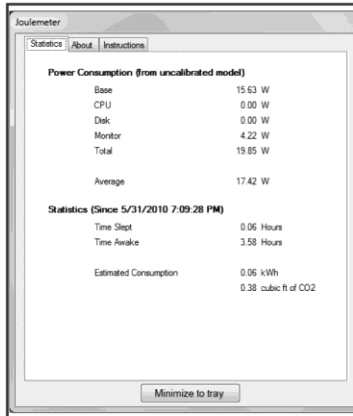 Joulemeter
Statistics About Instructions
Power Consumption (from uncalibrated model)
Base 15.63 W
CPU 0.00 W
Disk 0.00 W
Monitor 4.22 W
Total 19.85 W
Average 17.42 W
Statistics (Since 5/31/2010 7:09:28 PM)
Time Slept 0.06 Hours
Time Awake 3.58 Hours
Estimated Consumption 0.06 kWh
0.38 cubic ft of CO2
Minimize to tray